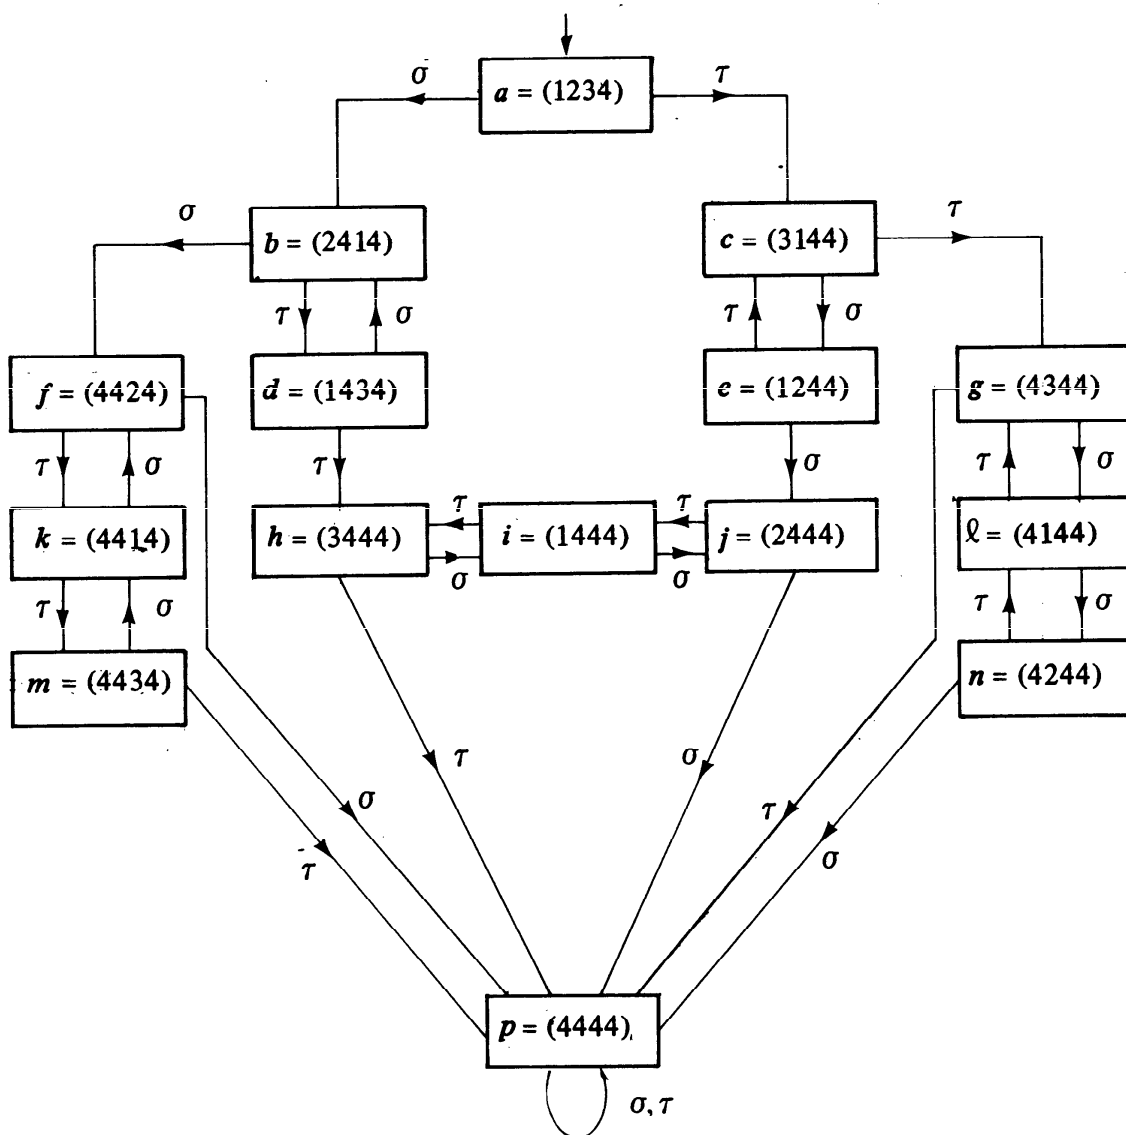 σ a = (1234) τ
σ b = (2414) c = (3144) τ
τ σ τ σ
f = (4424) d = (1434) e = (1244) g = (4344)
τ σ τ σ τ σ
k = (4414) h = (3444) τ i = (1444) τ j = (2444) ℓ = (4144)
σ σ
τ σ τ σ
m = (4434) n = (4244)
τ σ
σ τ
τ σ
p = (4444)
σ, τ